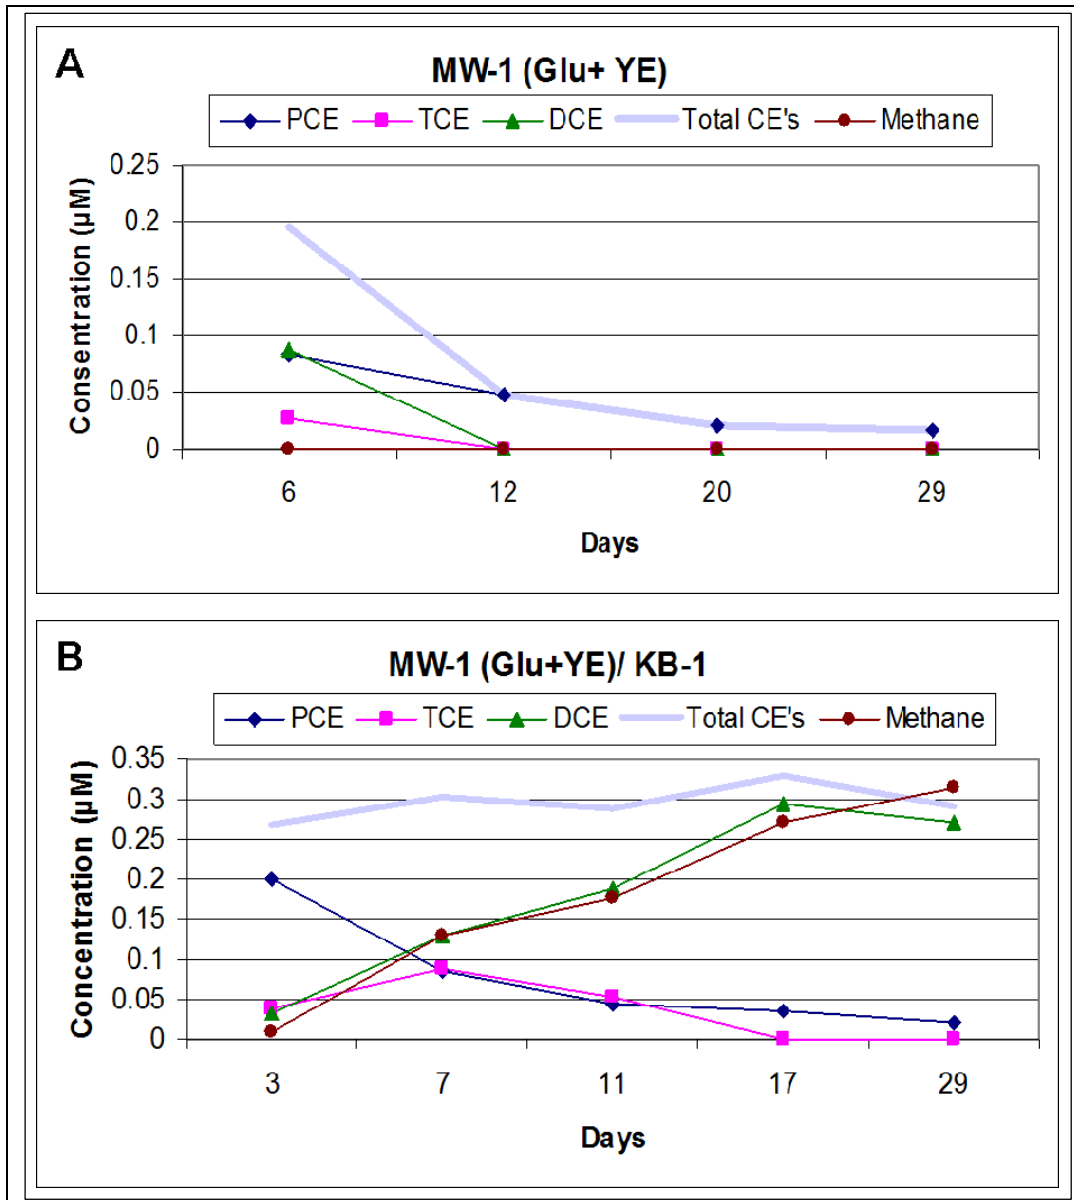 A
MW-1 (Glu+ YE)
PCE TCE DCE Total CE's Methane
0.25
0.2
0.15
0.1
0.05
0
Consentration (µM)
6 12 20 29
Days
B
MW-1 (Glu+YE)/ KB-1
PCE TCE DCE Total CE's Methane
0.35
0.3
0.25
0.2
0.15
0.1
0.05
0
Concentration (µM)
3 7 11 17 29
Days